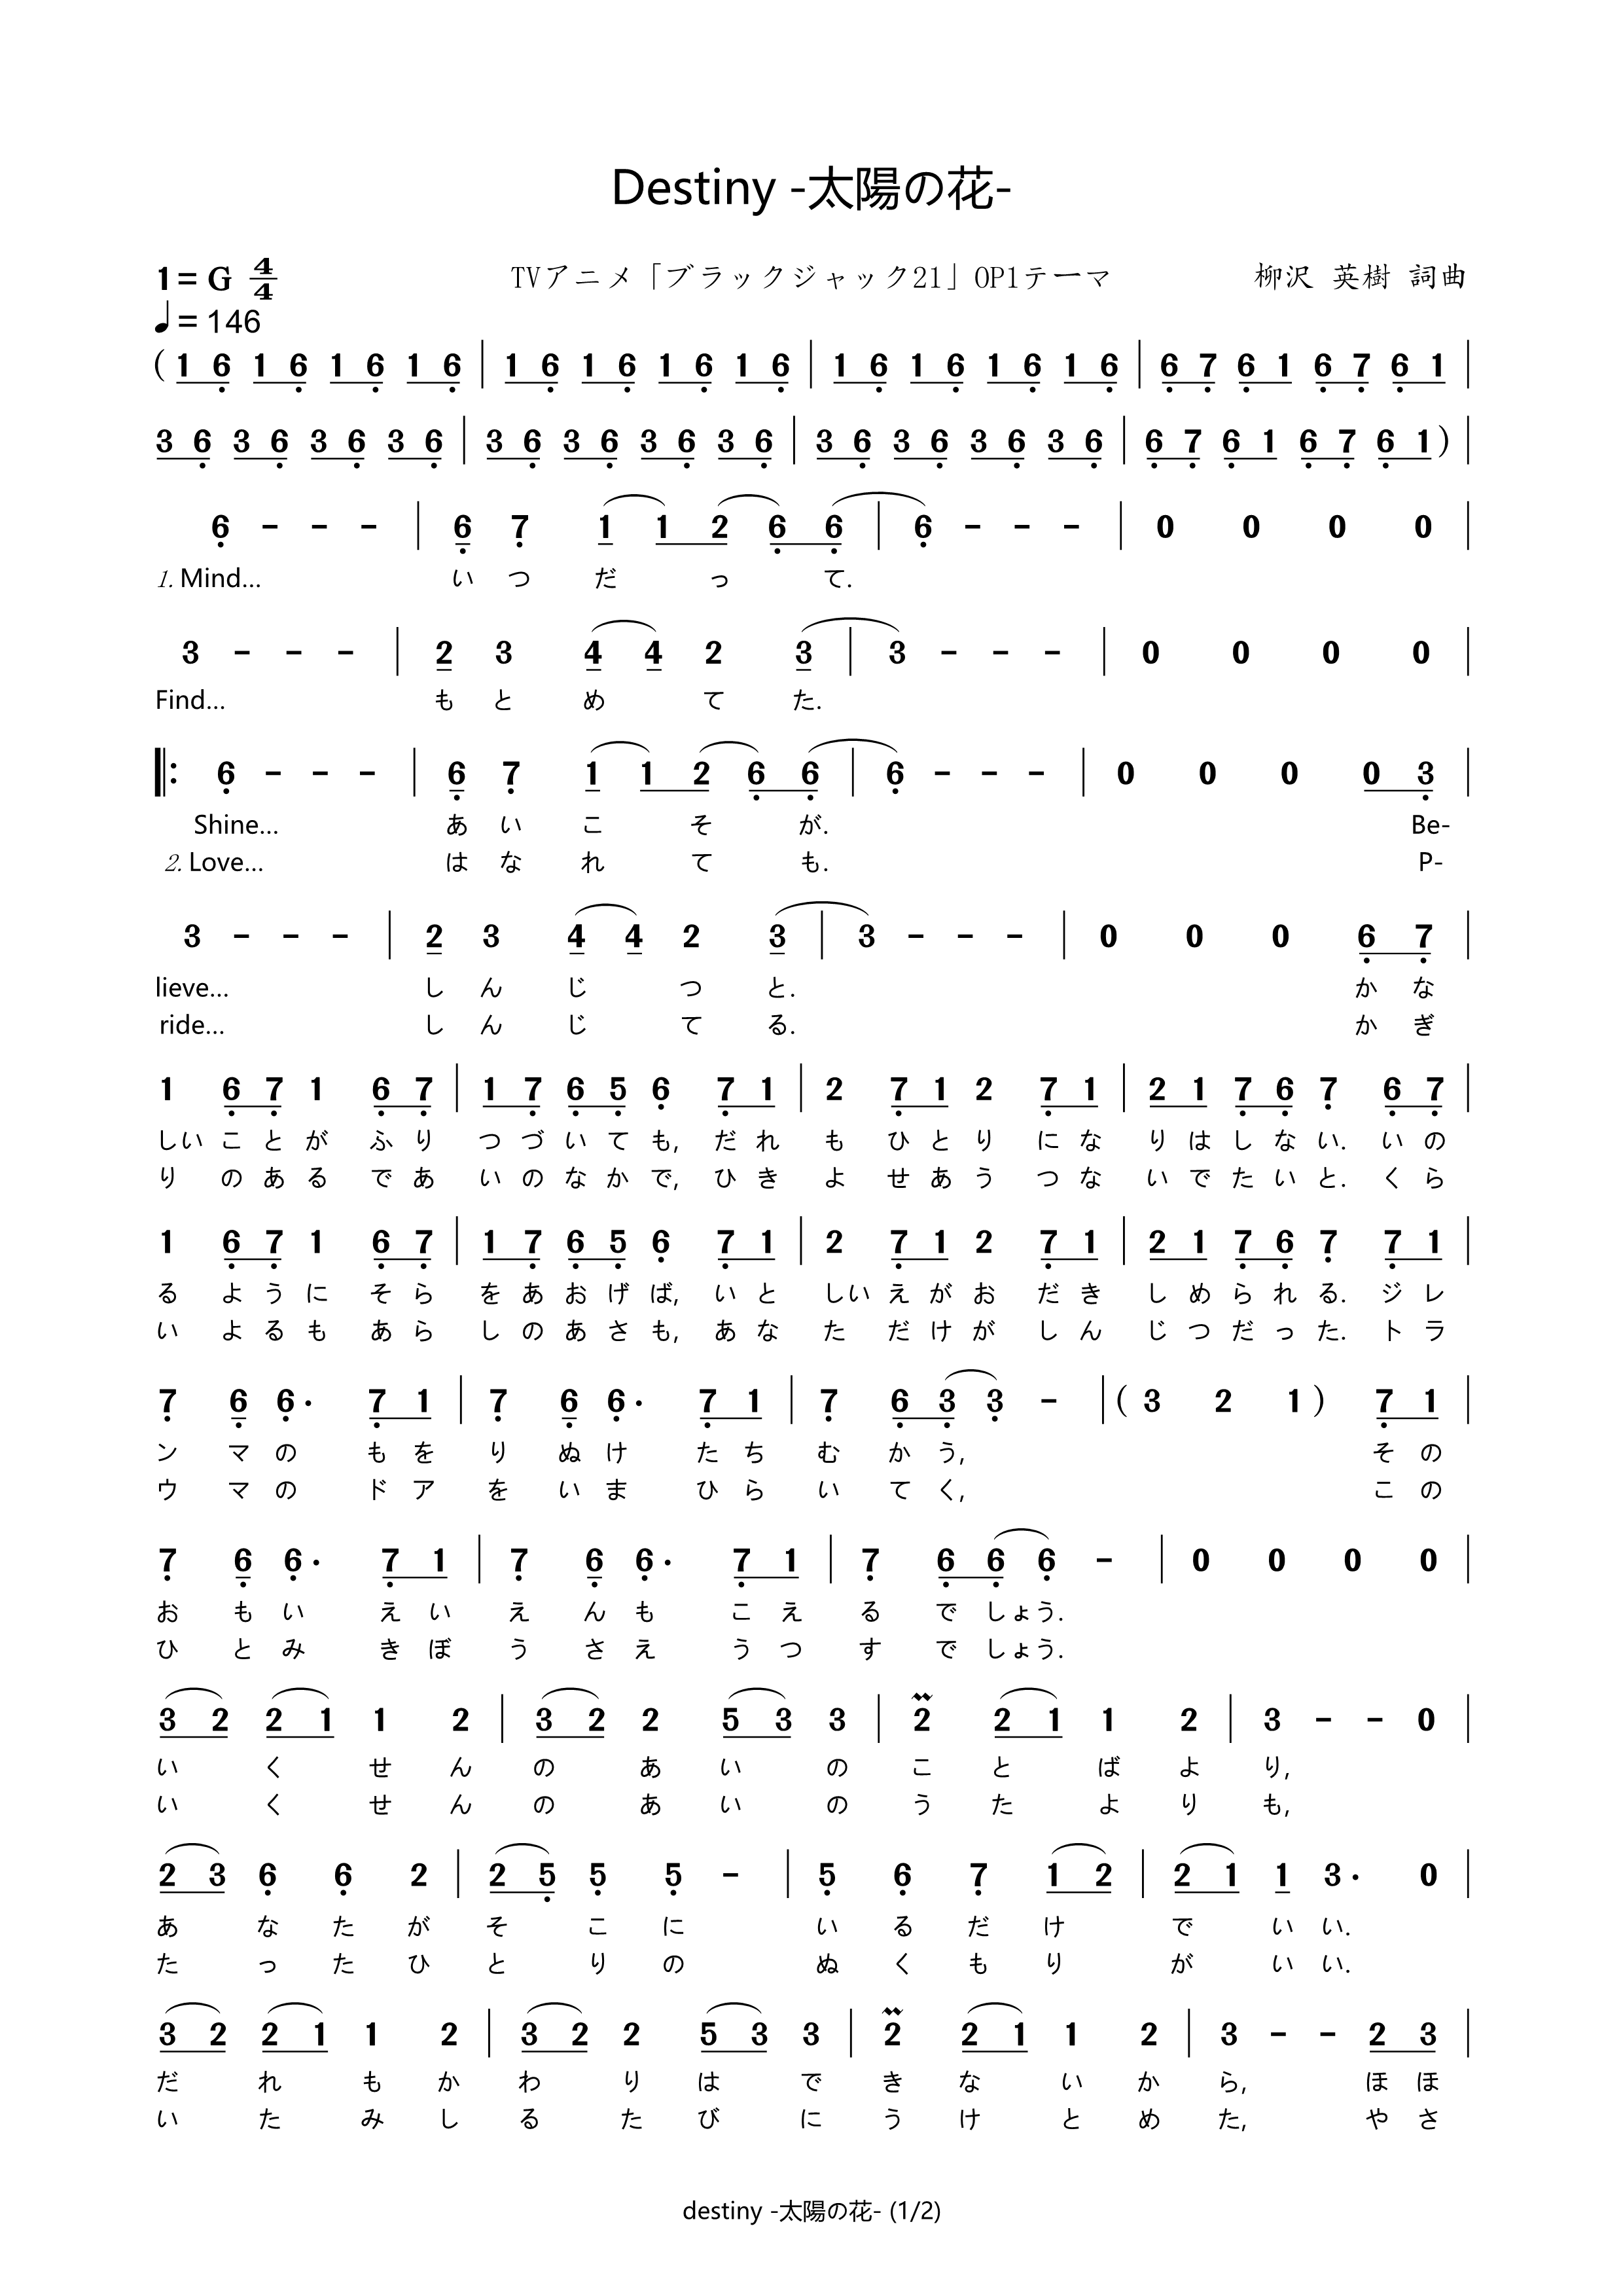 Destiny -太陽の花-
1= G 4/4 TVアニメ「ブラックジャック21」OP1テーマ 柳沢 英樹 詞曲
♩= 146
( 1 6 1 6 1 6 1 6 | 1 6 1 6 1 6 1 6 | 1 6 1 6 1 6 1 6 | 6 7 6 1 6 7 6 1 |
3 6 3 6 3 6 3 6 | 3 6 3 6 3 6 3 6 | 3 6 3 6 3 6 3 6 | 6 7 6 1 6 7 6 1 ) |
6 - - - | 6 7 1 1 2 6 6 | 6 - - - | 0 0 0 0 |
1. Mind... い つ だ っ て.
3 - - - | 2 3 4 4 2 3 | 3 - - - | 0 0 0 0 |
Find... も と め て た.
‖: 6 - - - | 6 7 1 1 2 6 6 | 6 - - - | 0 0 0 0 3 |
Shine... あ い こ そ が. Be-
2. Love... は な れ て も. P-
3 - - - | 2 3 4 4 2 3 | 3 - - - | 0 0 0 6 7 |
lieve... し ん じ つ と. か な
ride... し ん じ て る. か ぎ
1 6 7 1 6 7 | 1 7 6 5 6 7 1 | 2 7 1 2 7 1 | 2 1 7 6 7 6 7 |
しい こ と が ふ り つ づ い て も, だ れ も ひ と り に な り は し な い. い の
り の あ る で あ い の な か で, ひ き よ せ あ う つ な い で た い と. く ら
1 6 7 1 6 7 | 1 7 6 5 6 7 1 | 2 7 1 2 7 1 | 2 1 7 6 7 7 1 |
る よ う に そ ら を あ お げ ば, い と しい え が お だ き し め ら れ る. ジ レ
い よ る も あ ら し の あ さ も, あ な た だ け が し ん じ つ だ っ た. ト ラ
7 6 6. 7 1 | 7 6 6. 7 1 | 7 6 3 3 - | ( 3 2 1 ) 7 1 |
ン マ の も を り ぬ け た ち む か う, そ の
ウ マ の ド ア を い ま ひ ら い て く, こ の
7 6 6. 7 1 | 7 6 6. 7 1 | 7 6 6 6 - | 0 0 0 0 |
お も い え い え ん も こ え る で しょう.
ひ と み き ぼ う さ え う つ す で しょう.
3 2 2 1 1 2 | 3 2 2 5 3 3 | 2 2 1 1 2 | 3 - - 0 |
い く せ ん の あ い の こ と ば よ り,
い く せ ん の あ い の う た よ り も,
2 3 6 6 2 | 2 5 5 5 - | 5 6 7 1 2 | 2 1 1 3. 0 |
あ な た が そ こ に い る だ け で い い.
た っ た ひ と り の ぬ く も り が い い.
3 2 2 1 1 2 | 3 2 2 5 3 3 | 2 2 1 1 2 | 3 - - 2 3 |
だ れ も か わ り は で き な い か ら, ほ ほ
い た み し る た び に う け と め た, や さ
destiny -太陽の花- (1/2)